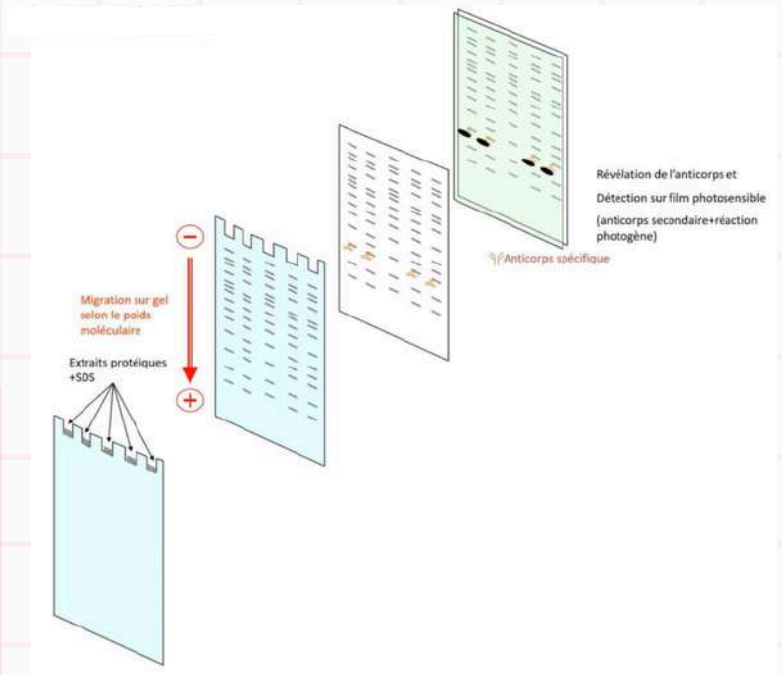 Révélation de l'anticorps et
Détection sur film photosensible
(anticorps secondaire+réaction
photogène)
Anticorps spécifique
−
Migration sur gel
selon le poids
moléculaire
Extraits protéiques
+SDS
+